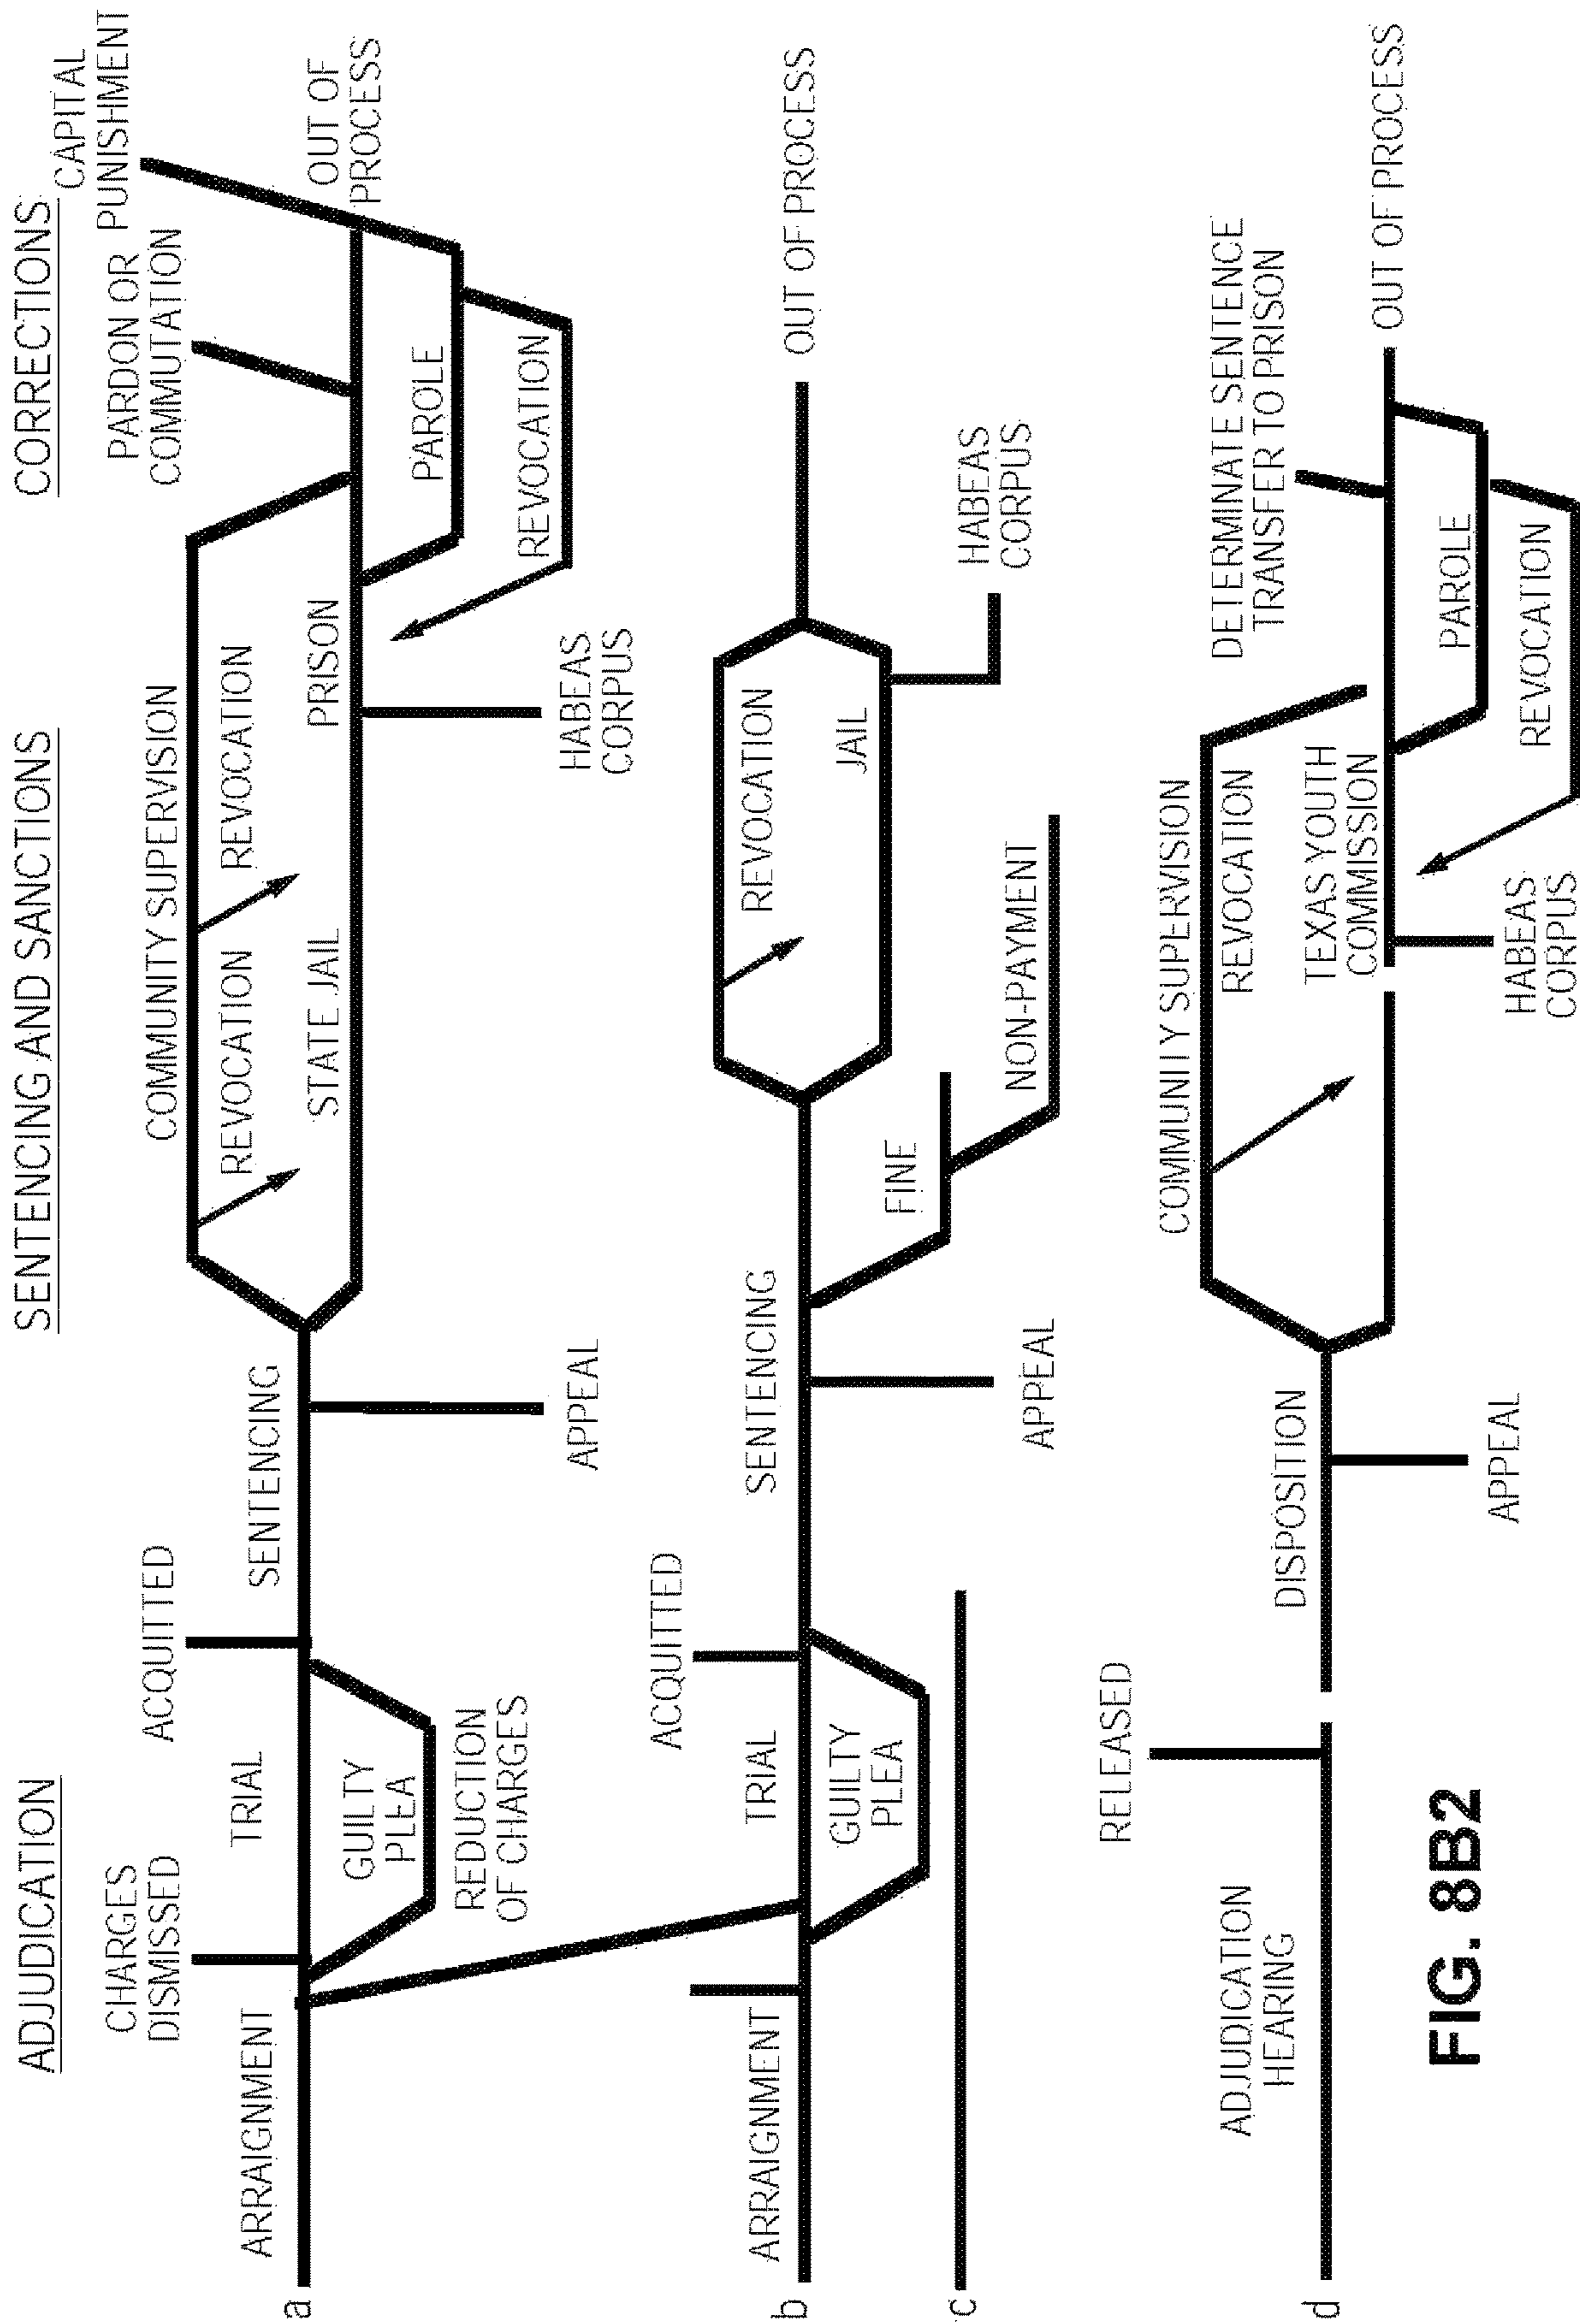 ADJUDICATION
SENTENCING AND SANCTIONS
CORRECTIONS
CHARGES
DISMISSED
ACQUITTED
COMMUNITY SUPERVISION
PARDON OR
COMMUTATION
CAPITAL
PUNISHMENT
ARRAIGNMENT
TRIAL
SENTENCING
REVOCATION
REVOCATION
STATE JAIL
PRISON
OUT OF
PROCESS
a
GUILTY
PLEA
PAROLE
REDUCTION
OF CHARGES
APPEAL
REVOCATION
HABEAS
CORPUS
ACQUITTED
ARRAIGNMENT
TRIAL
SENTENCING
REVOCATION
JAIL
OUT OF PROCESS
b
GUILTY
PLEA
FINE
HABEAS
CORPUS
c
APPEAL
NON-PAYMENT
RELEASED
COMMUNITY SUPERVISION
DETERMINATE SENTENCE
TRANSFER TO PRISON
ADJUDICATION
HEARING
DISPOSITION
REVOCATION
TEXAS YOUTH
COMMISSION
OUT OF PROCESS
d
PAROLE
APPEAL
HABEAS
CORPUS
REVOCATION
FIG. 8B2